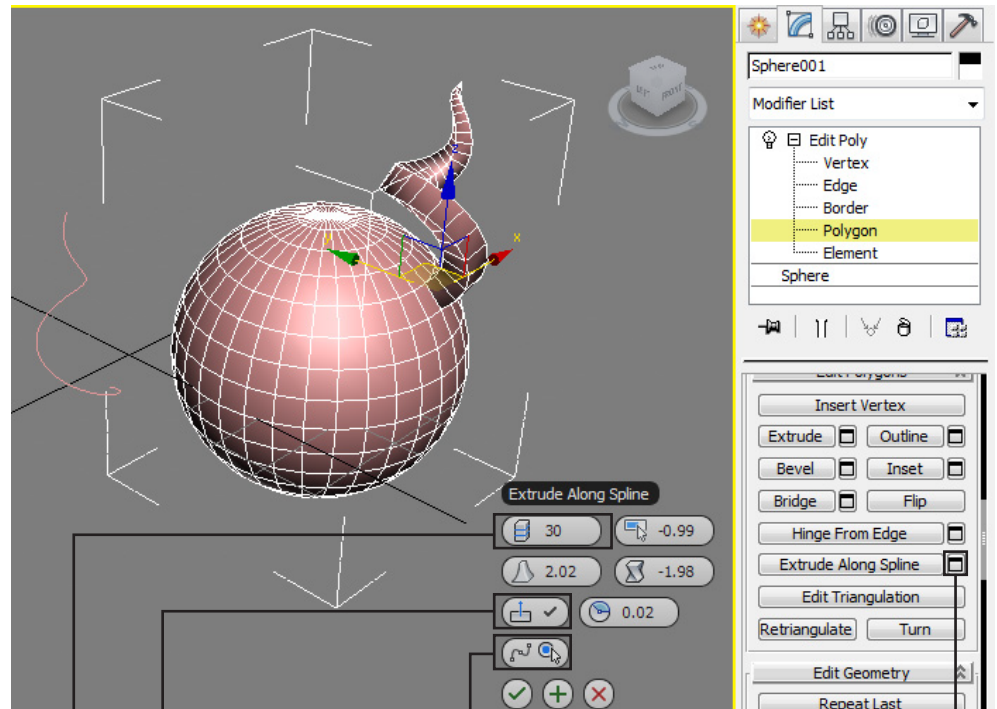 Sphere001
Modifier List
Edit Poly
Vertex
Edge
Border
Polygon
Element
Sphere
Insert Vertex
Extrude
Outline
Bevel
Inset
Bridge
Flip
Hinge From Edge
Extrude Along Spline
Edit Triangulation
Retriangulate
Turn
Edit Geometry
Repeat Last
FRONT
z
x
Extrude Along Spline
30
-0.99
2.02
-1.98
0.02